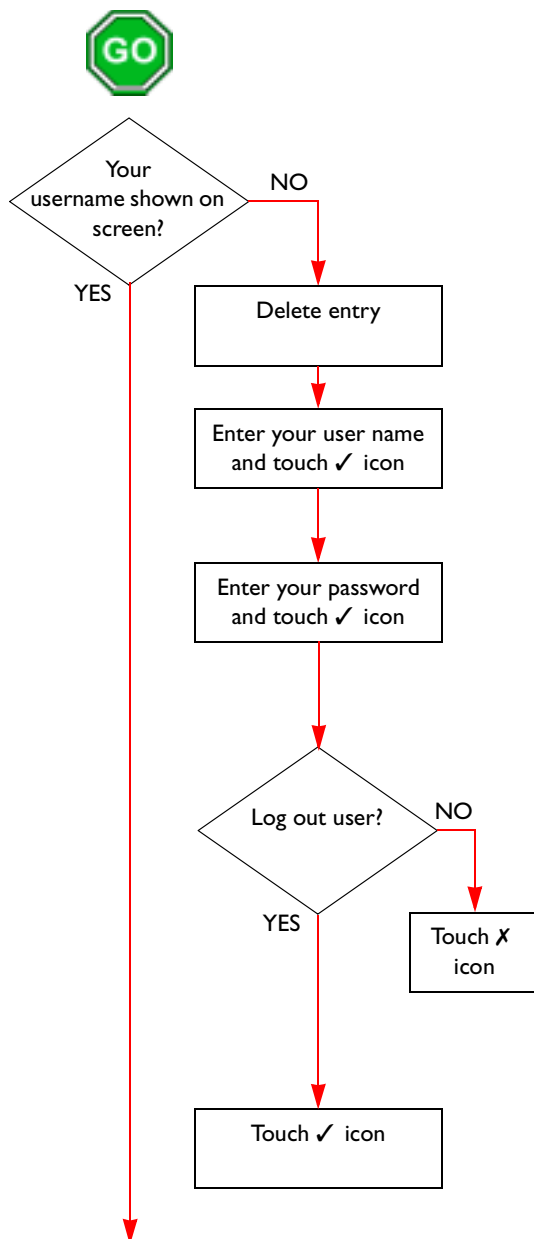 GO
Your
username shown on
screen?
NO
YES
Delete entry
Enter your user name
and touch ✓ icon
Enter your password
and touch ✓ icon
Log out user?
NO
YES
Touch ✗
icon
Touch ✓ icon